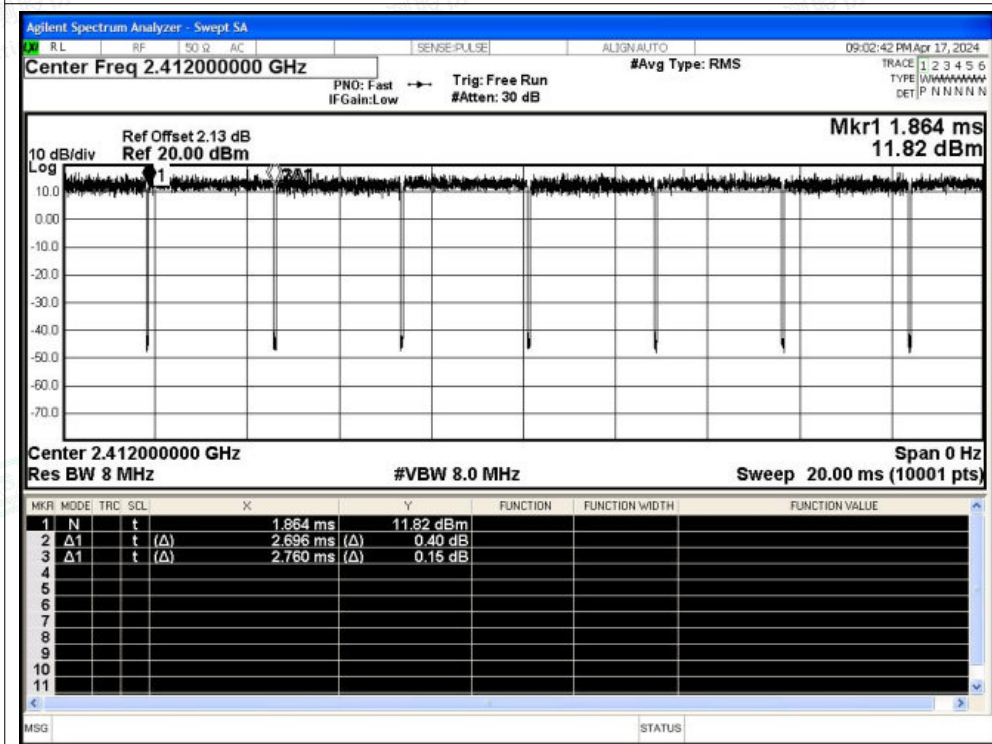 Agilent Spectrum Analyzer - Swept SA
RL RF 50 Ω AC SENSE:PULSE ALIGN AUTO 09:02:42 PM Apr 17, 2024
Center Freq 2.412000000 GHz #Avg Type: RMS TRACE 1 2 3 4 5 6
PNO: Fast Trig: Free Run TYPE WWWWWW
IFGain:Low #Atten: 30 dB DET P N N N N N
Mkr1 1.864 ms
Ref Offset 2.13 dB
10 dB/div Ref 20.00 dBm 11.82 dBm
Log
1
10.0
0.00
-10.0
-20.0
-30.0
-40.0
-50.0
-60.0
-70.0
Center 2.412000000 GHz Span 0 Hz
Res BW 8 MHz #VBW 8.0 MHz Sweep 20.00 ms (10001 pts)
MKR MODE TRC SCL X Y FUNCTION FUNCTION WIDTH FUNCTION VALUE
1 N t 1.864 ms 11.82 dBm
2 Δ1 t (Δ) 2.696 ms (Δ) 0.40 dB
3 Δ1 t (Δ) 2.760 ms (Δ) 0.15 dB
4
5
6
7
8
9
10
11
MSG STATUS